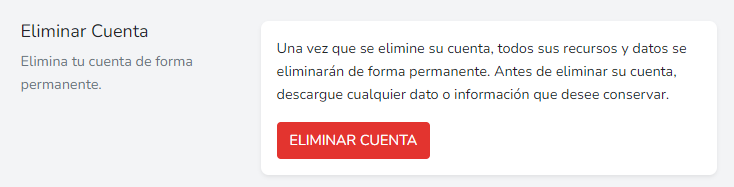 Eliminar Cuenta
Elimina tu cuenta de forma
permanente.
Una vez que se elimine su cuenta, todos sus recursos y datos se
eliminarán de forma permanente. Antes de eliminar su cuenta,
descargue cualquier dato o información que desee conservar.
ELIMINAR CUENTA